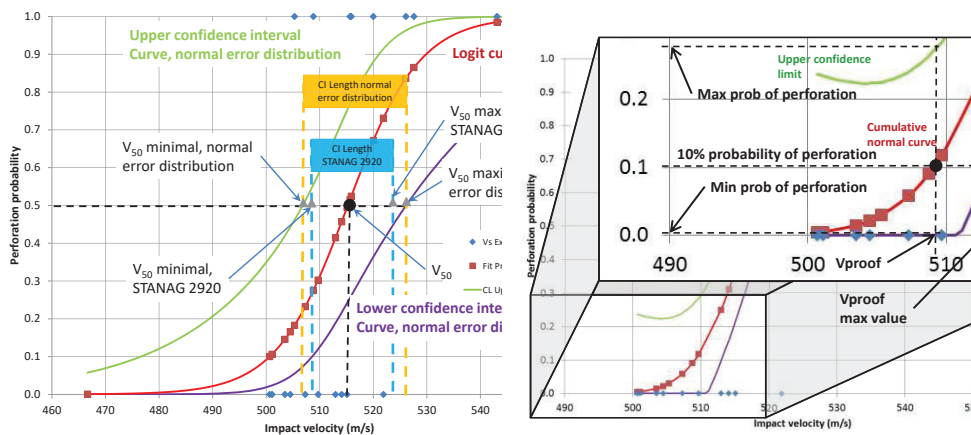 Upper confidence interval
Curve, normal error distribution
Logit cu
CI Length normal
error distribution
V50 max
STANAG
V50 minimal, normal
error distribution
CI Length
STANAG 2920
V50 maxi
error dis
V50 minimal,
STANAG 2920
V50
Vs Ex
Fit Pr
CL Up
Lower confidence inte
Curve, normal error di
Perforation probability
1.0
0.9
0.8
0.7
0.6
0.5
0.4
0.3
0.2
0.1
0.0
460
470
480
490
500
510
520
530
54
Impact velocity (m/s)
Upper confidence
limit
Max prob of perforation
Cumulative
normal curve
10% probability of perforation
Min prob of perforation
Vproof
Vproof
max value
0.2
0.1
0.0
490
500
510
Perforation probability
1.0
0.9
0.8
0.7
0.6
0.5
0.4
0.3
0.2
0.1
0.0
490
500
510
520
530
540
55
Impact velocity (m/s)